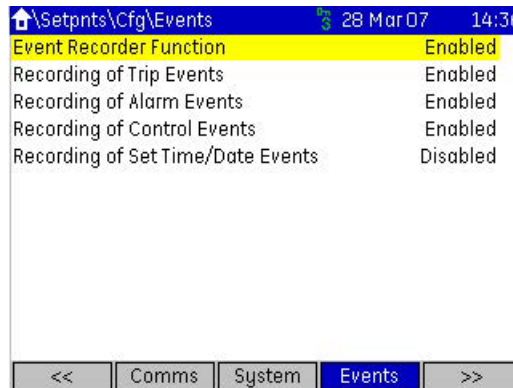 \Setpnts\Cfg\Events S 28 Mar 07 14:3
Event Recorder Function Enabled
Recording of Trip Events Enabled
Recording of Alarm Events Enabled
Recording of Control Events Enabled
Recording of Set Time/Date Events Disabled
<< Comms System Events >>